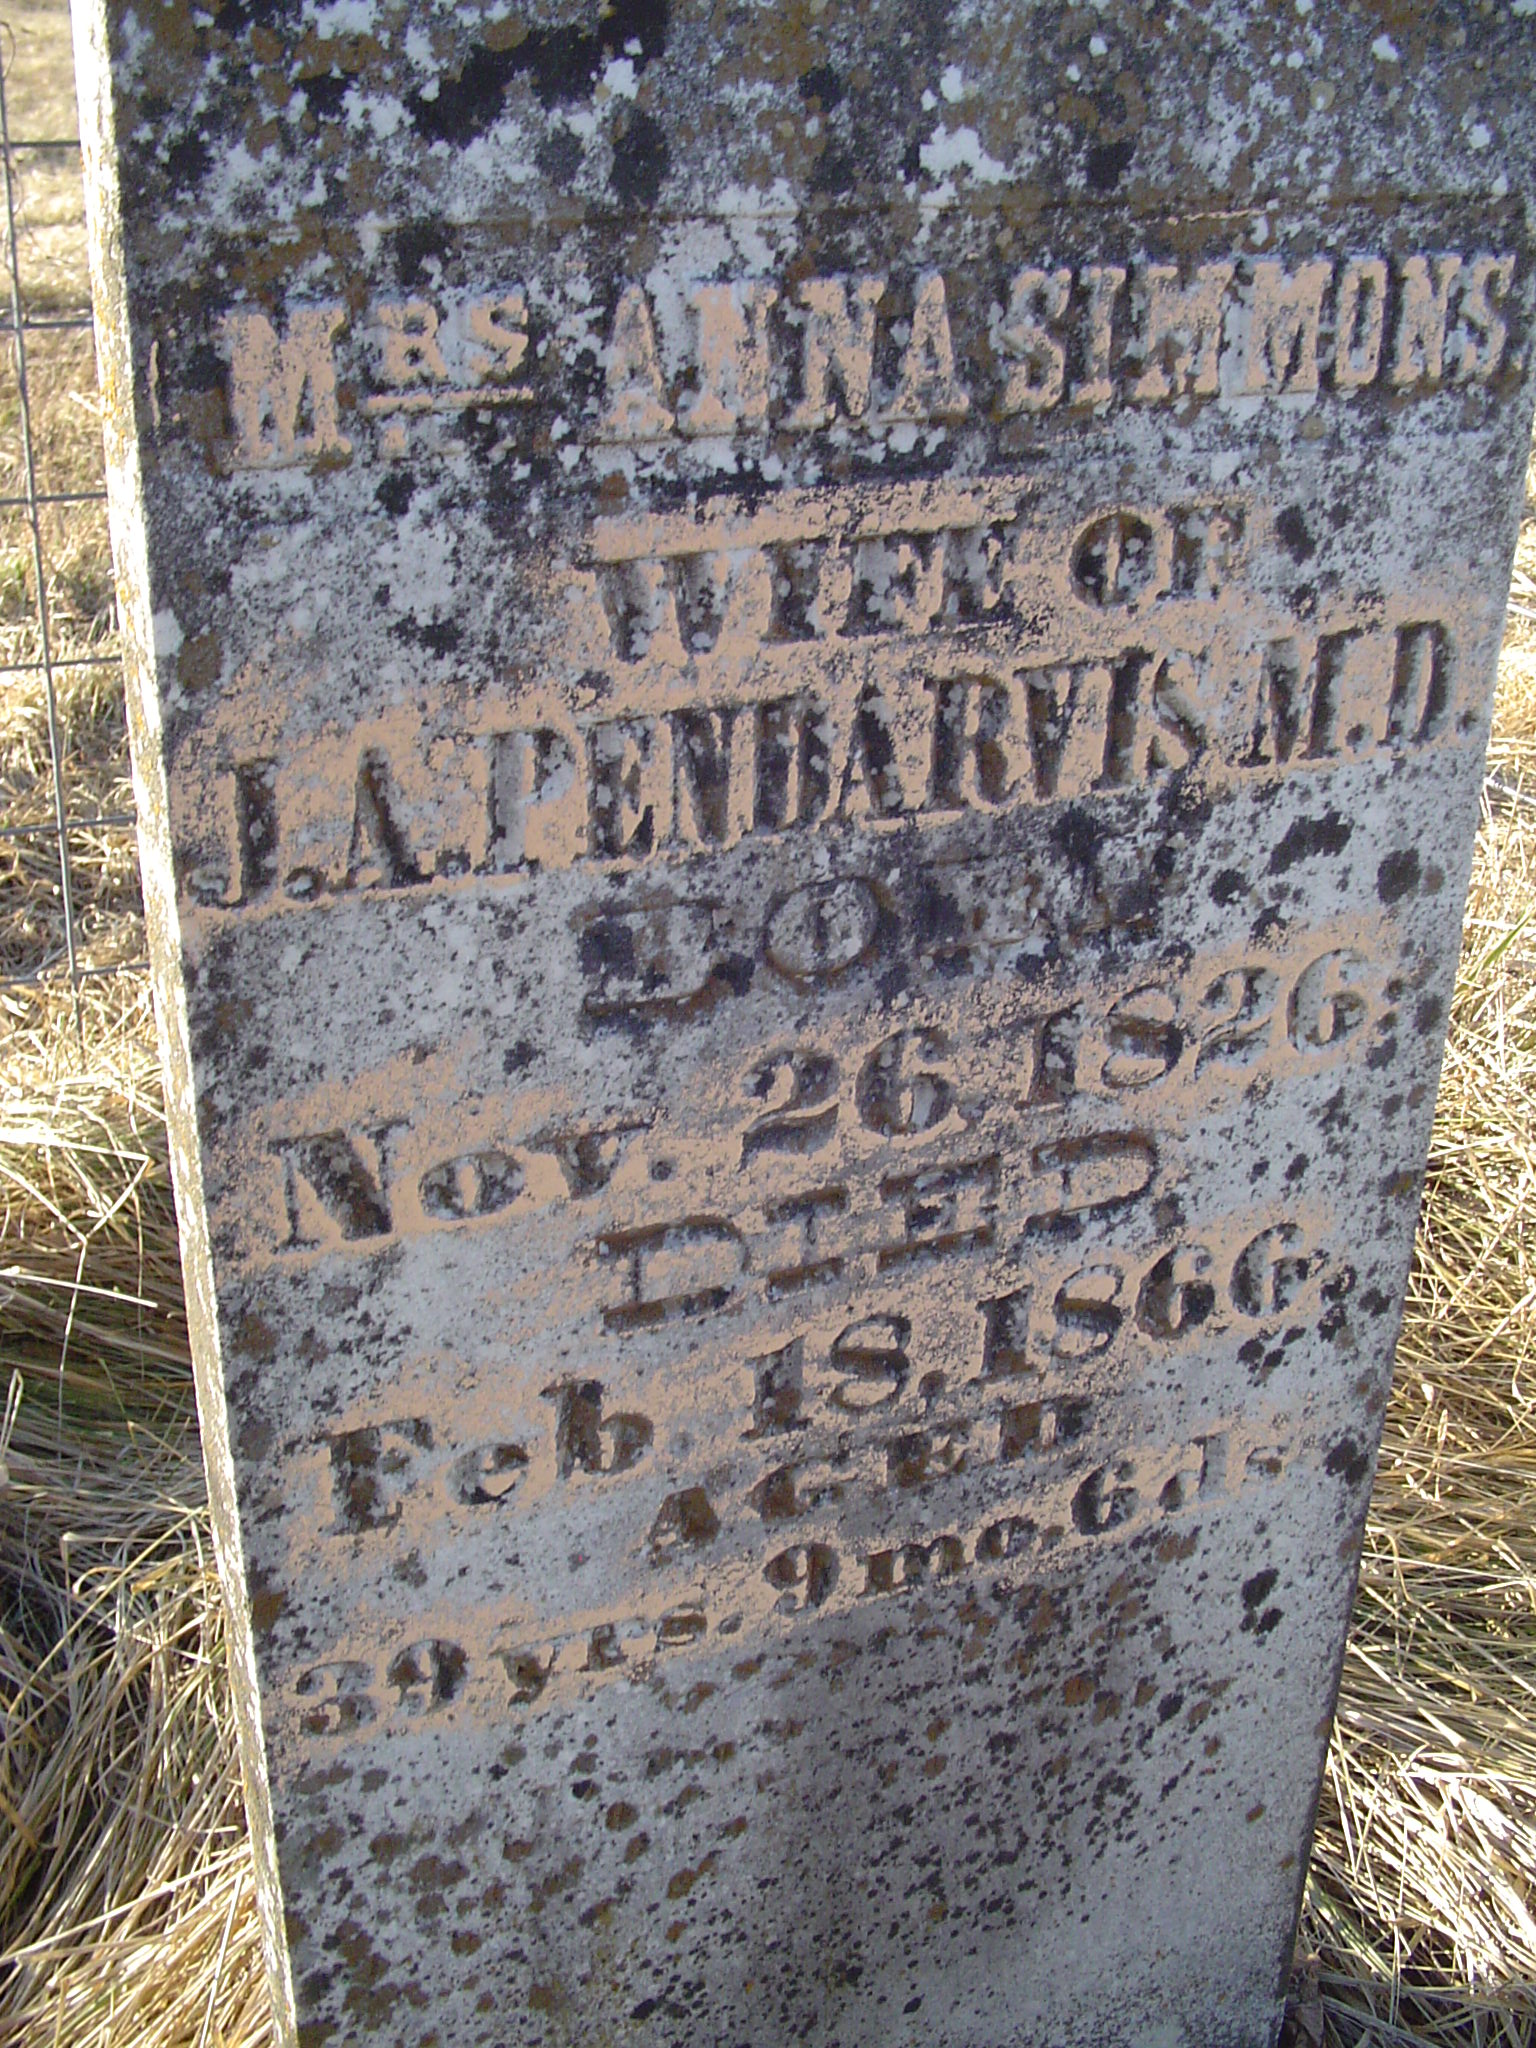 Mrs ANNA SIMMONS
WIFE OF
J. A. PENDARVIS M. D.
BORN
Nov. 26 1826
DIED
Feb. 18, 1866.
AGED
39 yrs. 9 mo. 6 ds